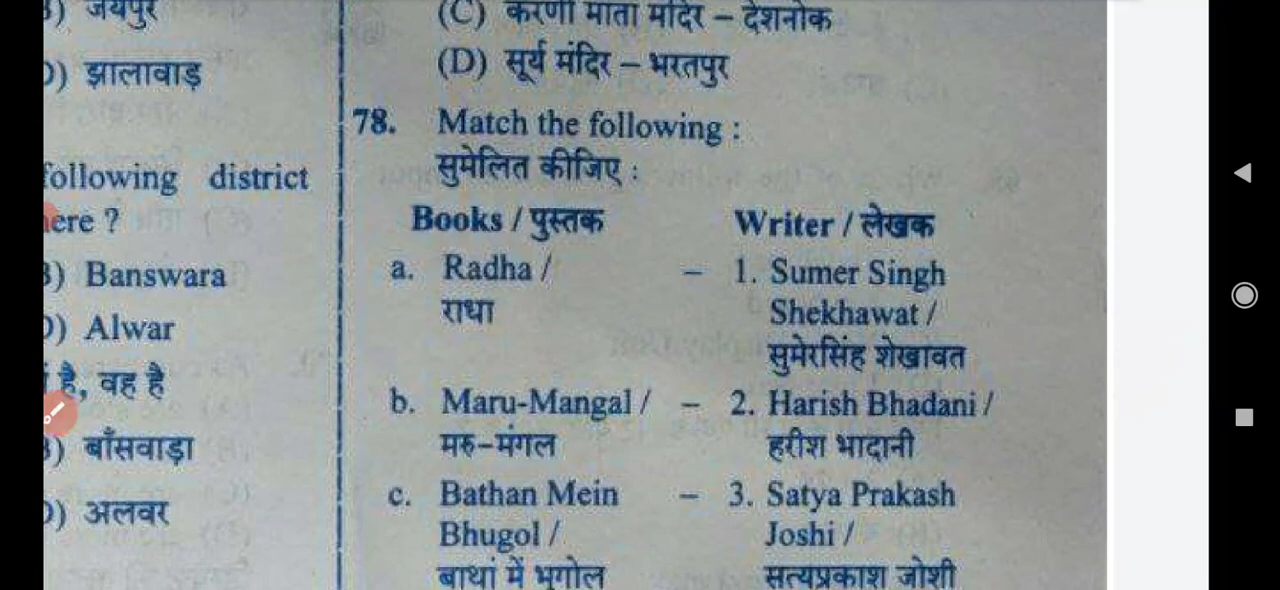 B) जयपुर
D) झालावाड़
following district
here ?
B) Banswara
D) Alwar
है, वह है
B) बाँसवाड़ा
D) अलवर
(C) करणी माता मंदिर – देशनोक
(D) सूर्य मंदिर – भरतपुर
78. Match the following :
सुमेलित कीजिए :
Books / पुस्तक Writer / लेखक
a. Radha / – 1. Sumer Singh
राधा Shekhawat /
सुमेरसिंह शेखावत
b. Maru-Mangal / – 2. Harish Bhadani /
मरु-मंगल हरीश भादानी
c. Bathan Mein – 3. Satya Prakash
Bhugol / Joshi /
बाथां में भूगोल सत्यप्रकाश जोशी